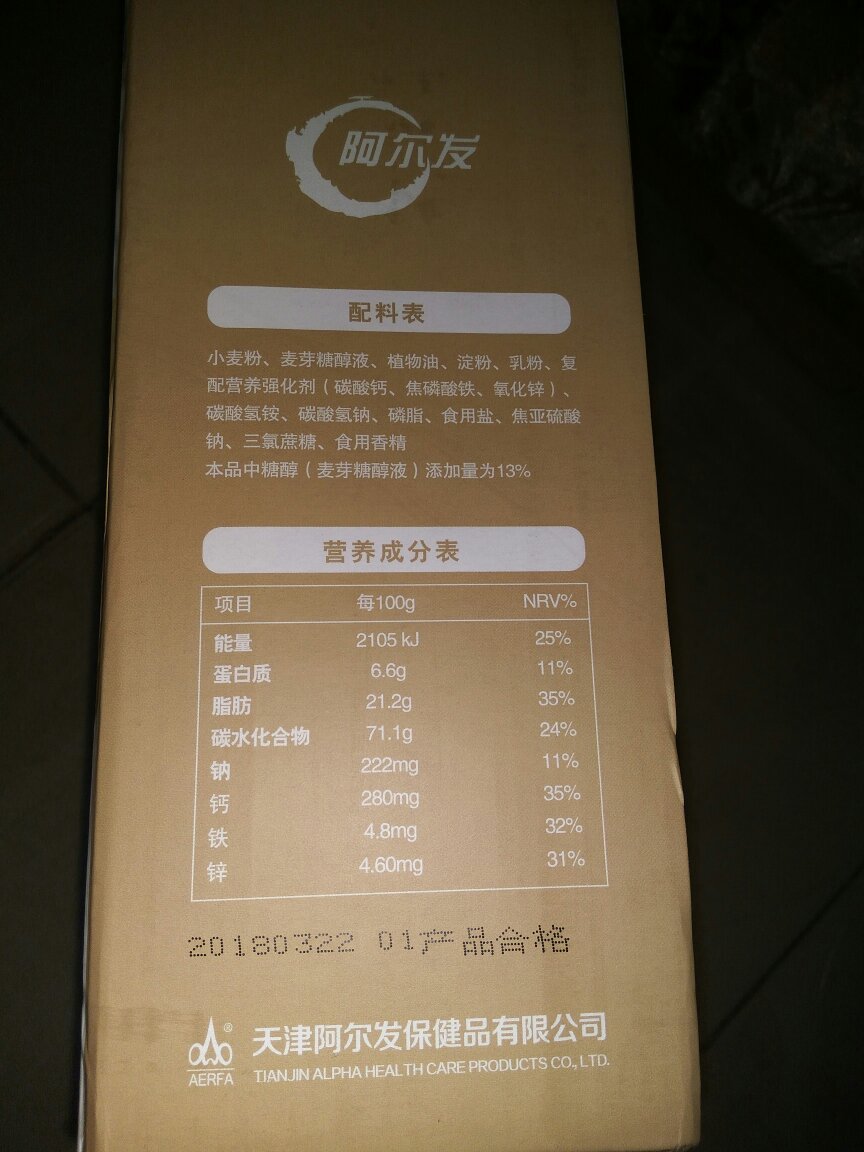 阿尔发
配料表
小麦粉、麦芽糖醇液、植物油、淀粉、乳粉、复
配营养强化剂（碳酸钙、焦磷酸铁、氧化锌）、
碳酸氢铵、碳酸氢钠、磷脂、食用盐、焦亚硫酸
钠、三氯蔗糖、食用香精
本品中糖醇（麦芽糖醇液）添加量为13%
营养成分表
项目 每100g NRV%
能量 2105 kJ 25%
蛋白质 6.6g 11%
脂肪 21.2g 35%
碳水化合物 71.1g 24%
钠 222mg 11%
钙 280mg 35%
铁 4.8mg 32%
锌 4.60mg 31%
20180322 01产品合格
® 天津阿尔发保健品有限公司
AERFA TIANJIN ALPHA HEALTH CARE PRODUCTS CO., LTD.